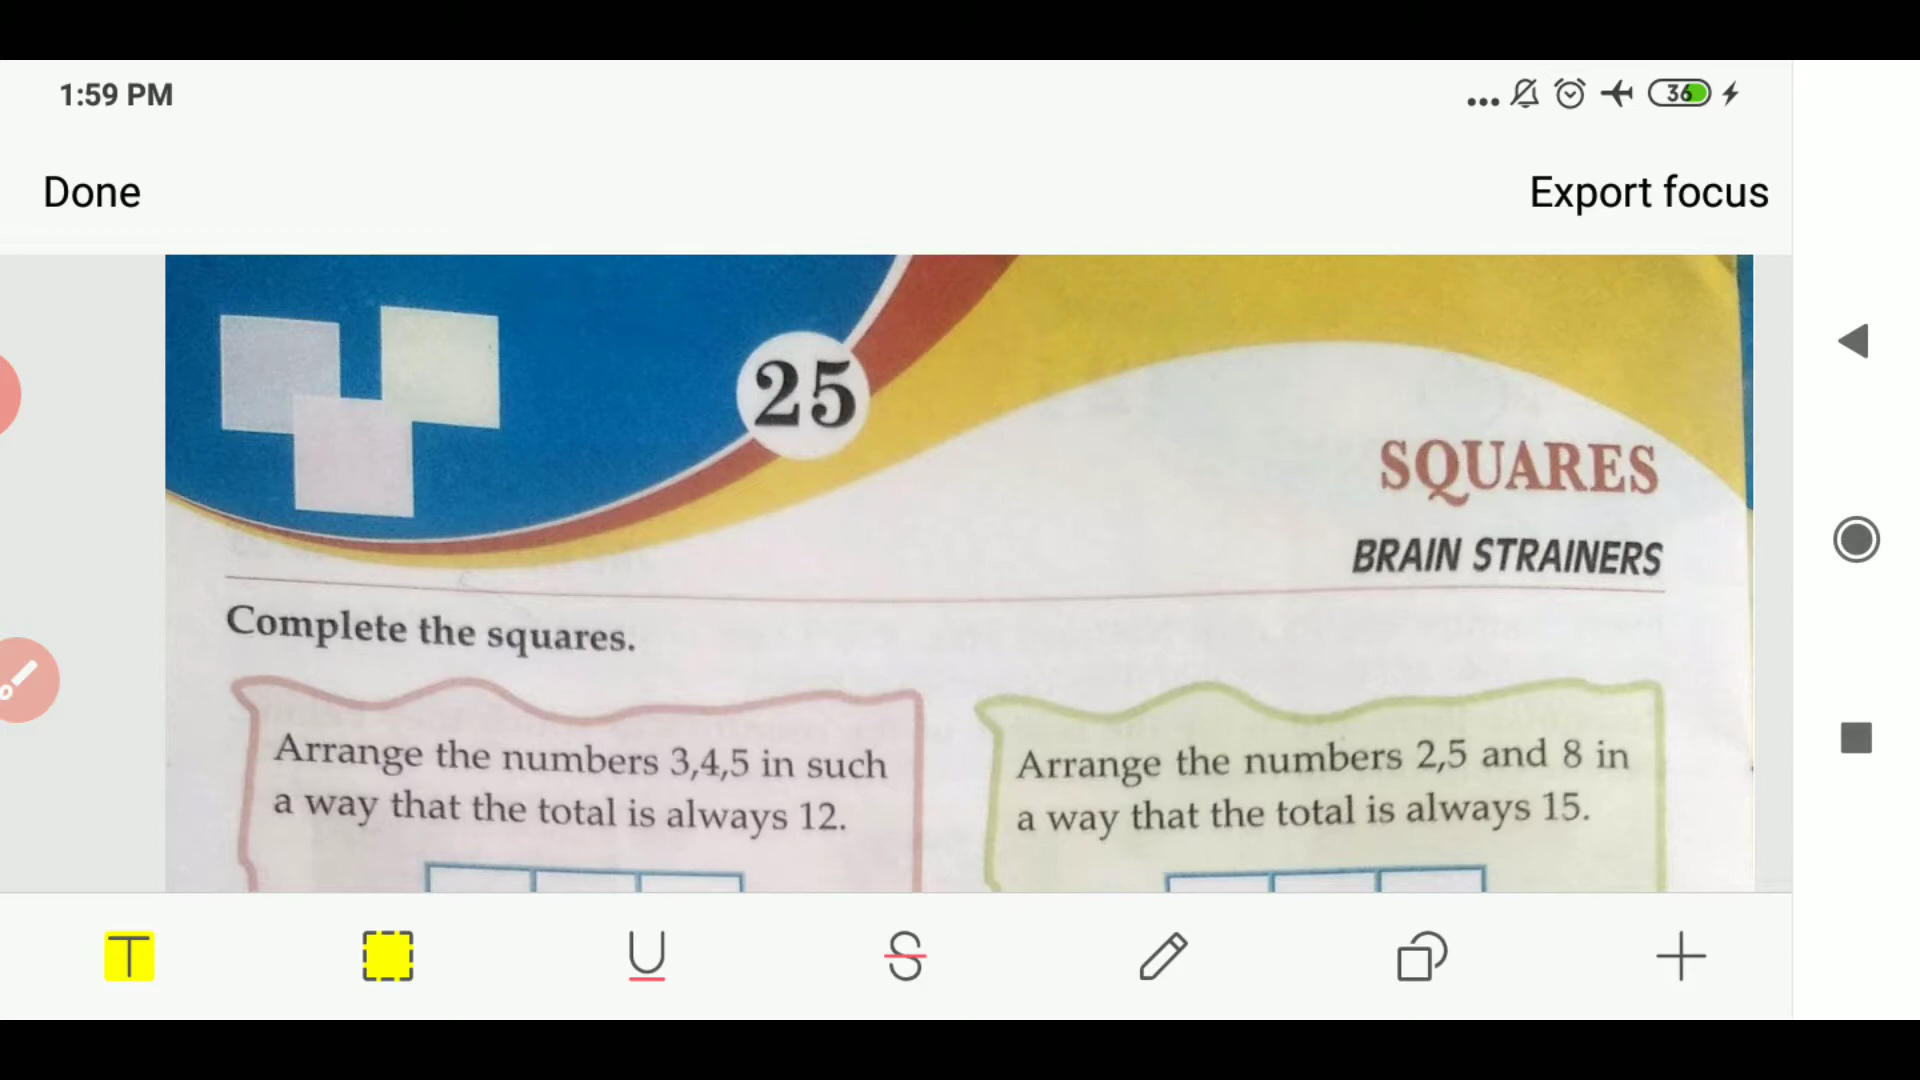 1:59 PM
36
Done
Export focus
25
SQUARES
BRAIN STRAINERS
Complete the squares.
Arrange the numbers 3,4,5 in such
a way that the total is always 12.
Arrange the numbers 2,5 and 8 in
a way that the total is always 15.
T
U
S